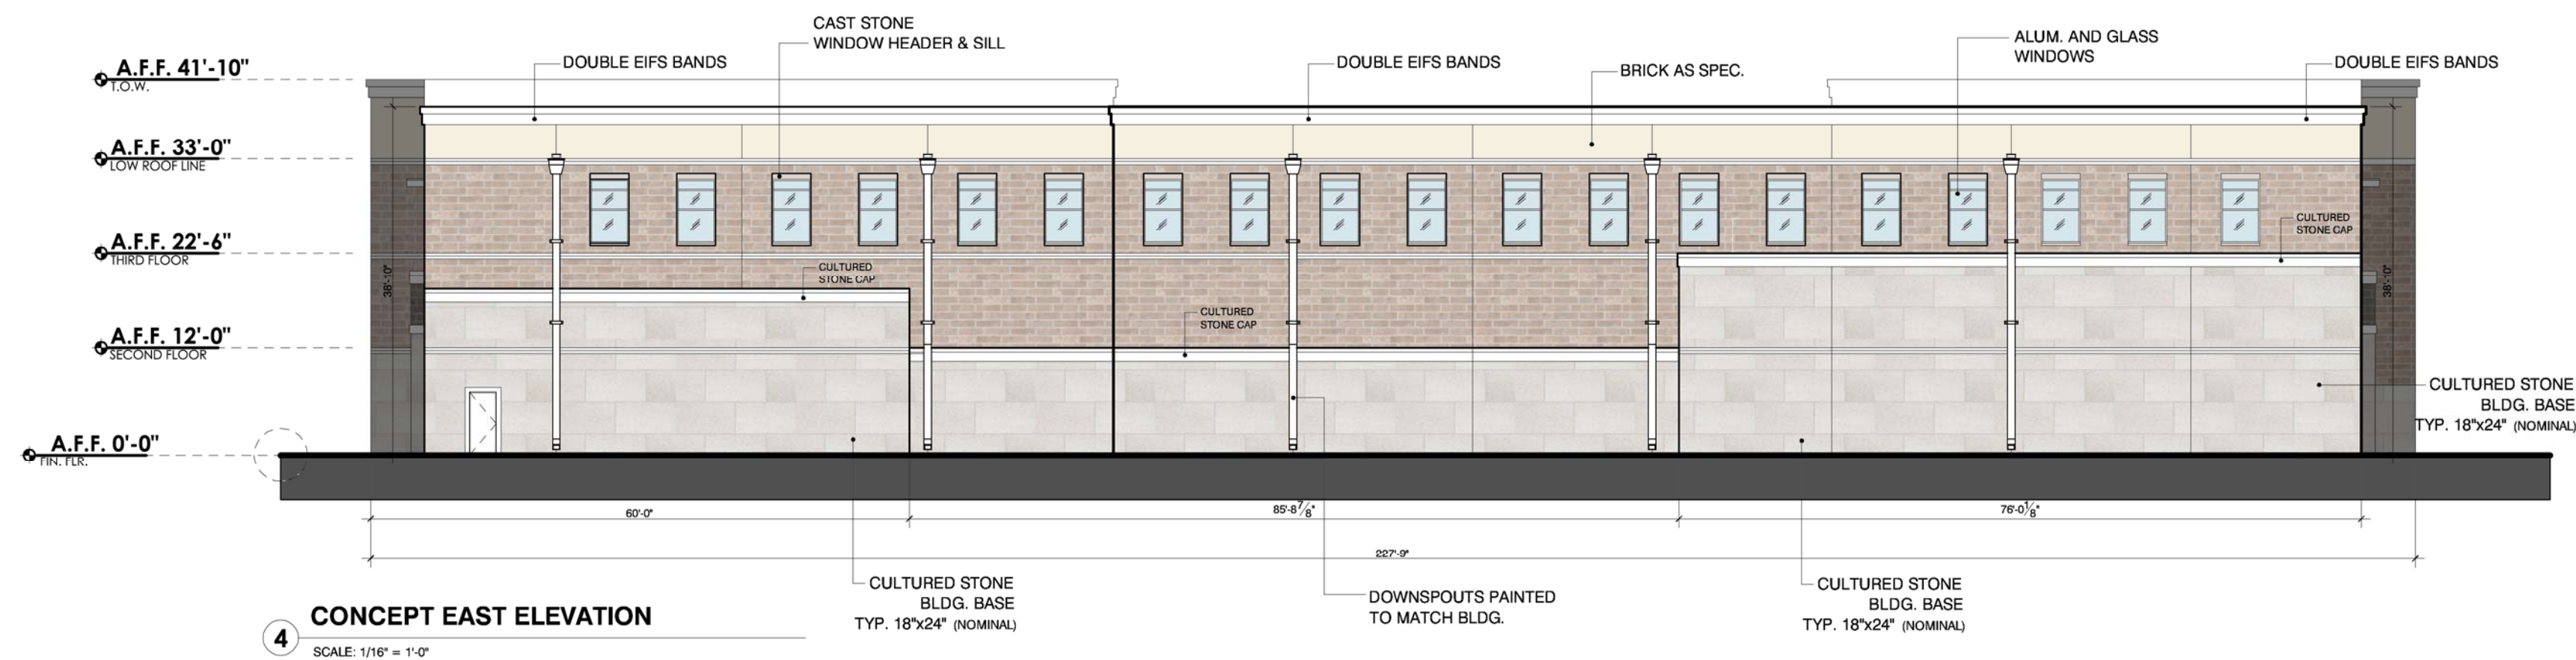 CAST STONE
WINDOW HEADER & SILL
DOUBLE EIFS BANDS
DOUBLE EIFS BANDS
BRICK AS SPEC.
ALUM. AND GLASS
WINDOWS
DOUBLE EIFS BANDS
A.F.F. 41'-10"
T.O.W.
A.F.F. 33'-0"
LOW ROOF LINE
A.F.F. 22'-6"
THIRD FLOOR
A.F.F. 12'-0"
SECOND FLOOR
A.F.F. 0'-0"
FIN. FLR.
38'-10"
CULTURED
STONE CAP
CULTURED
STONE CAP
CULTURED
STONE CAP
38'-10"
CULTURED STONE
BLDG. BASE
TYP. 18"x24" (NOMINAL)
60'-0"
85'-8 7/8"
76'-0 1/8"
227'-9"
CULTURED STONE
BLDG. BASE
TYP. 18"x24" (NOMINAL)
DOWNSPOUTS PAINTED
TO MATCH BLDG.
CULTURED STONE
BLDG. BASE
TYP. 18"x24" (NOMINAL)
4
CONCEPT EAST ELEVATION
SCALE: 1/16" = 1'-0"